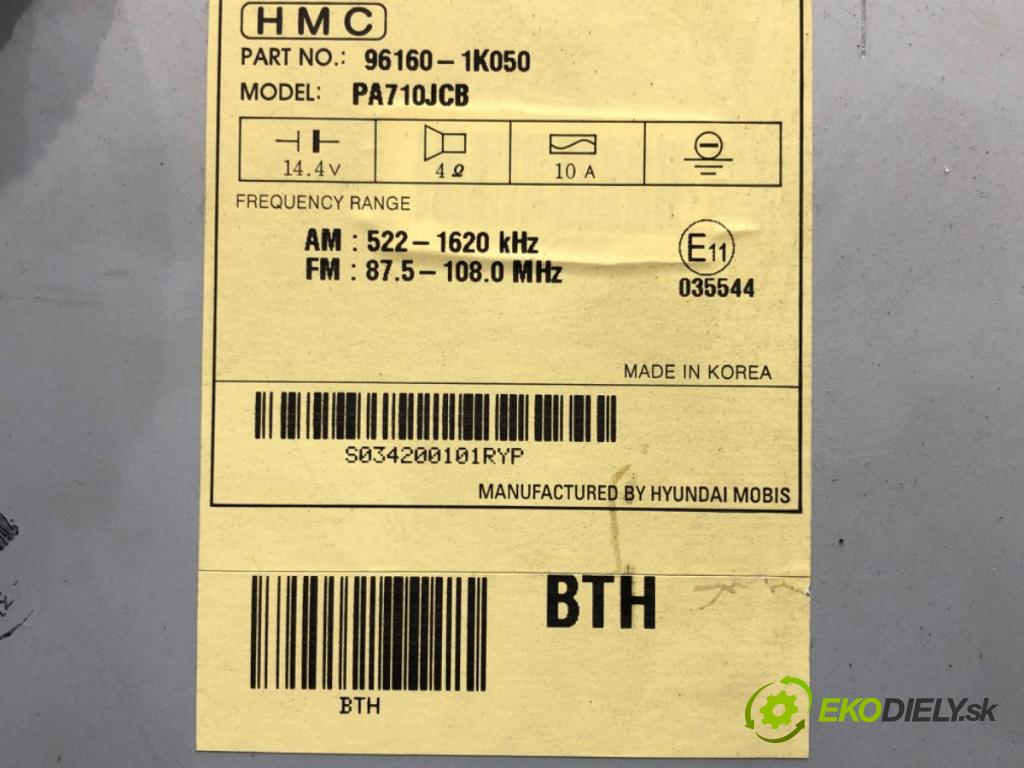 HMC
PART NO.: 96160-1K050
MODEL: PA710JCB
14.4V 4Ω 10 A
FREQUENCY RANGE
AM : 522-1620 kHz
FM : 87.5-108.0 MHz
E11
035544
MADE IN KOREA
S034200101RYP
MANUFACTURED BY HYUNDAI MOBIS
BTH
BTH
EKODIELY.sk